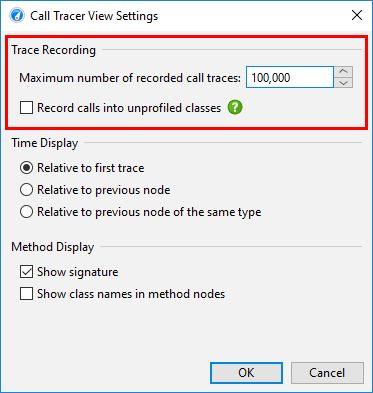 Call Tracer View Settings
Trace Recording
Maximum number of recorded call traces: 100,000
Record calls into unprofiled classes ?
Time Display
Relative to first trace
Relative to previous node
Relative to previous node of the same type
Method Display
Show signature
Show class names in method nodes
OK Cancel